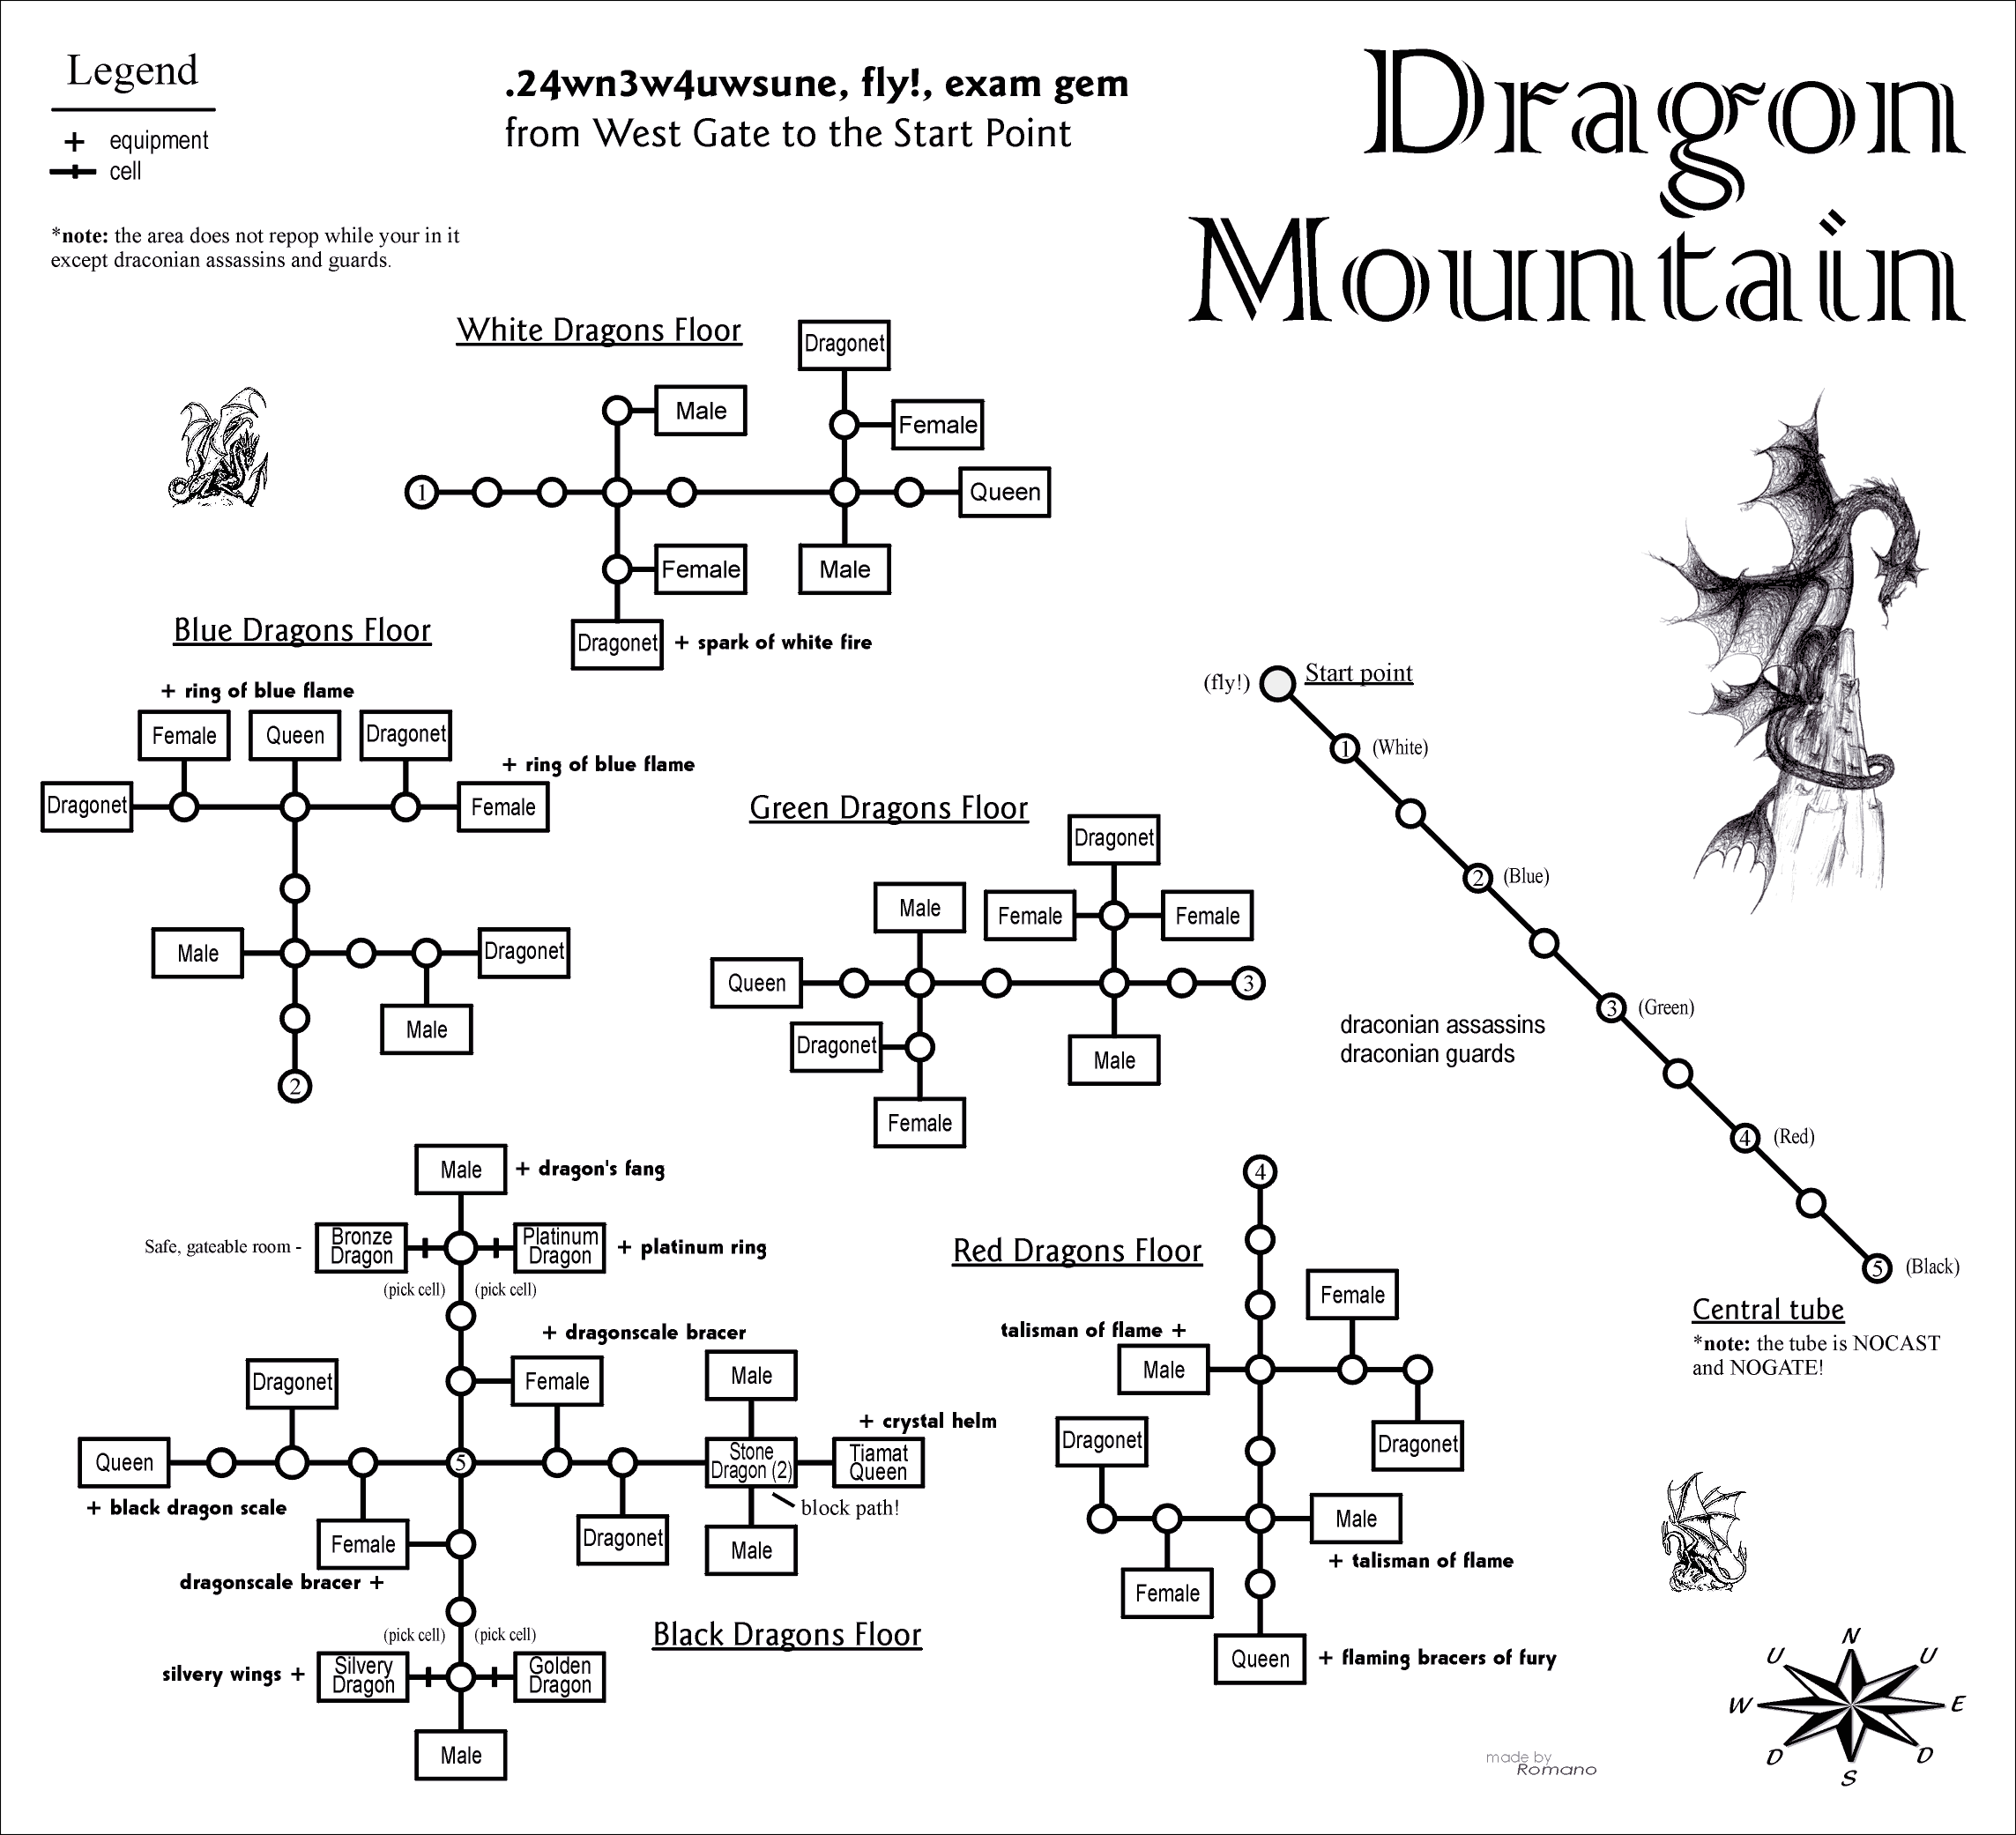 Legend
+ equipment
cell
*note: the area does not repop while your in it
except draconian assassins and guards.
.24wn3w4uwsune, fly!, exam gem
from West Gate to the Start Point
Dragon
Mountain
White Dragons Floor
Dragonet
Male
Female
1
Queen
Female
Male
Dragonet
+ spark of white fire
Blue Dragons Floor
+ ring of blue flame
Female
Queen
Dragonet
+ ring of blue flame
Dragonet
Female
Male
Dragonet
Male
2
Green Dragons Floor
Dragonet
Male
Female
Female
Queen
3
Dragonet
Male
Female
(fly!)
Start point
1
(White)
2
(Blue)
3
(Green)
draconian assassins
draconian guards
4
(Red)
5
(Black)
Central tube
*note: the tube is NOCAST
and NOGATE!
Male
+ dragon's fang
Safe, gateable room -
Bronze
Dragon
Platinum
Dragon
+ platinum ring
(pick cell)
(pick cell)
+ dragonscale bracer
Dragonet
Female
Male
+ crystal helm
Queen
5
Stone
Dragon (2)
Tiamat
Queen
+ black dragon scale
block path!
Female
Dragonet
Male
dragonscale bracer +
Black Dragons Floor
(pick cell)
(pick cell)
silvery wings +
Silvery
Dragon
Golden
Dragon
Male
4
Red Dragons Floor
Female
talisman of flame +
Male
Dragonet
Dragonet
Male
+ talisman of flame
Female
Queen
+ flaming bracers of fury
N
U
U
W
E
D
D
S
made by
Romano